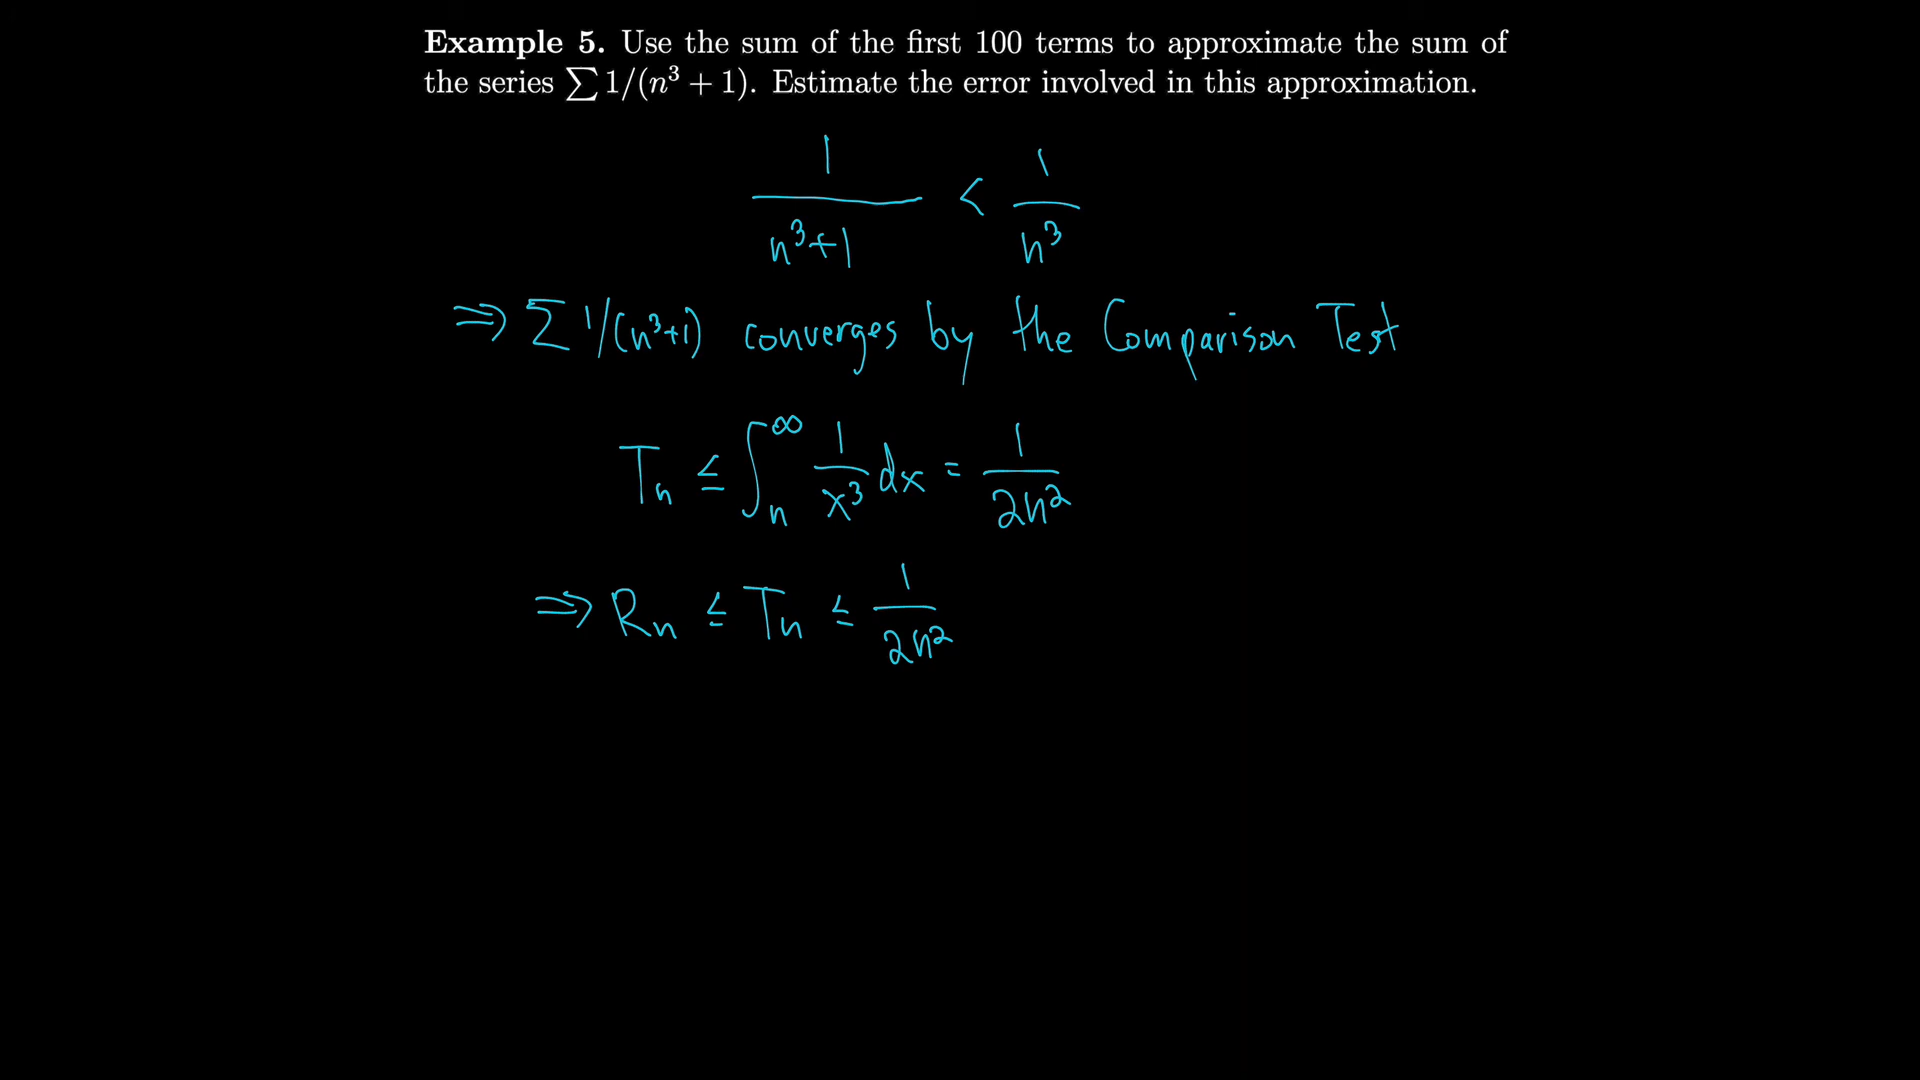 Example 5. Use the sum of the first 100 terms to approximate the sum of
the series ∑ 1/(n³ + 1). Estimate the error involved in this approximation.
1/(n³+1) < 1/n³
⇒ ∑ 1/(n³+1) converges by the Comparison Test
Tₙ ≤ ∫ₙ^∞ 1/x³ dx = 1/(2n²)
⇒ Rₙ ≤ Tₙ ≤ 1/(2n²)